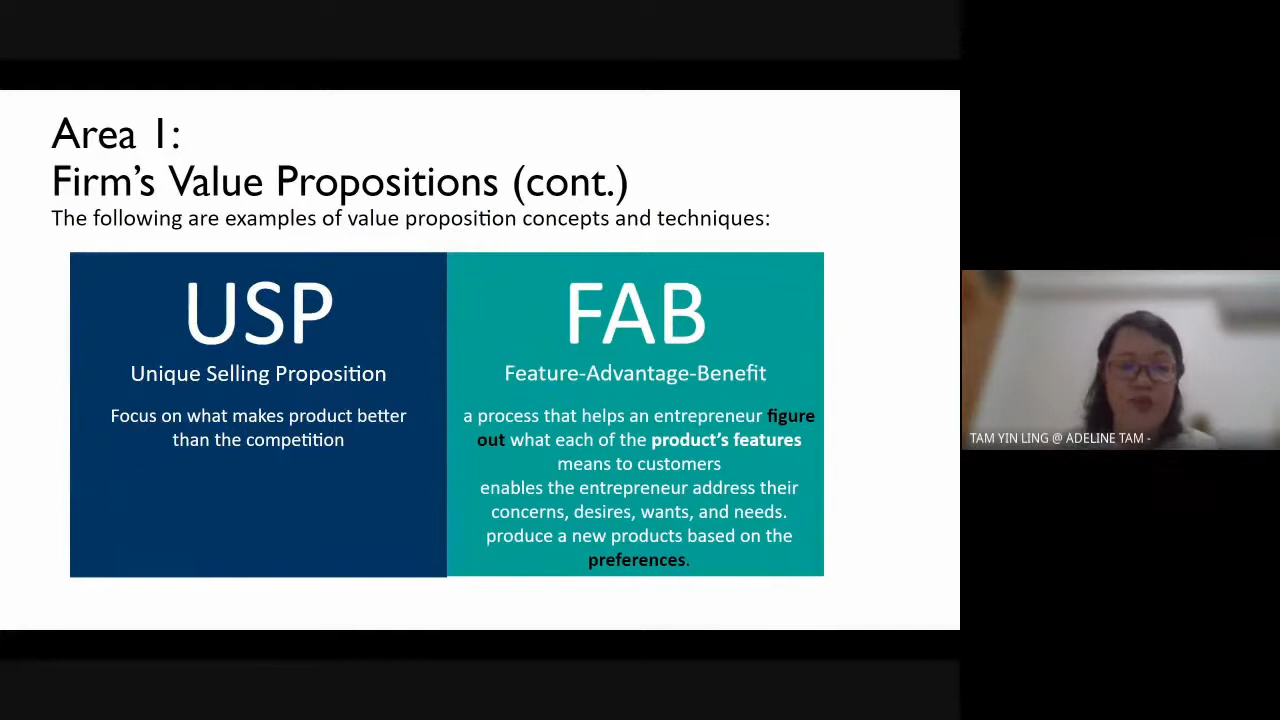 Area 1:
Firm's Value Propositions (cont.)
The following are examples of value proposition concepts and techniques:
USP
Unique Selling Proposition
Focus on what makes product better
than the competition
FAB
Feature-Advantage-Benefit
a process that helps an entrepreneur figure
out what each of the product's features
means to customers
enables the entrepreneur address their
concerns, desires, wants, and needs.
produce a new products based on the
preferences.
TAM YIN LING @ ADELINE TAM -